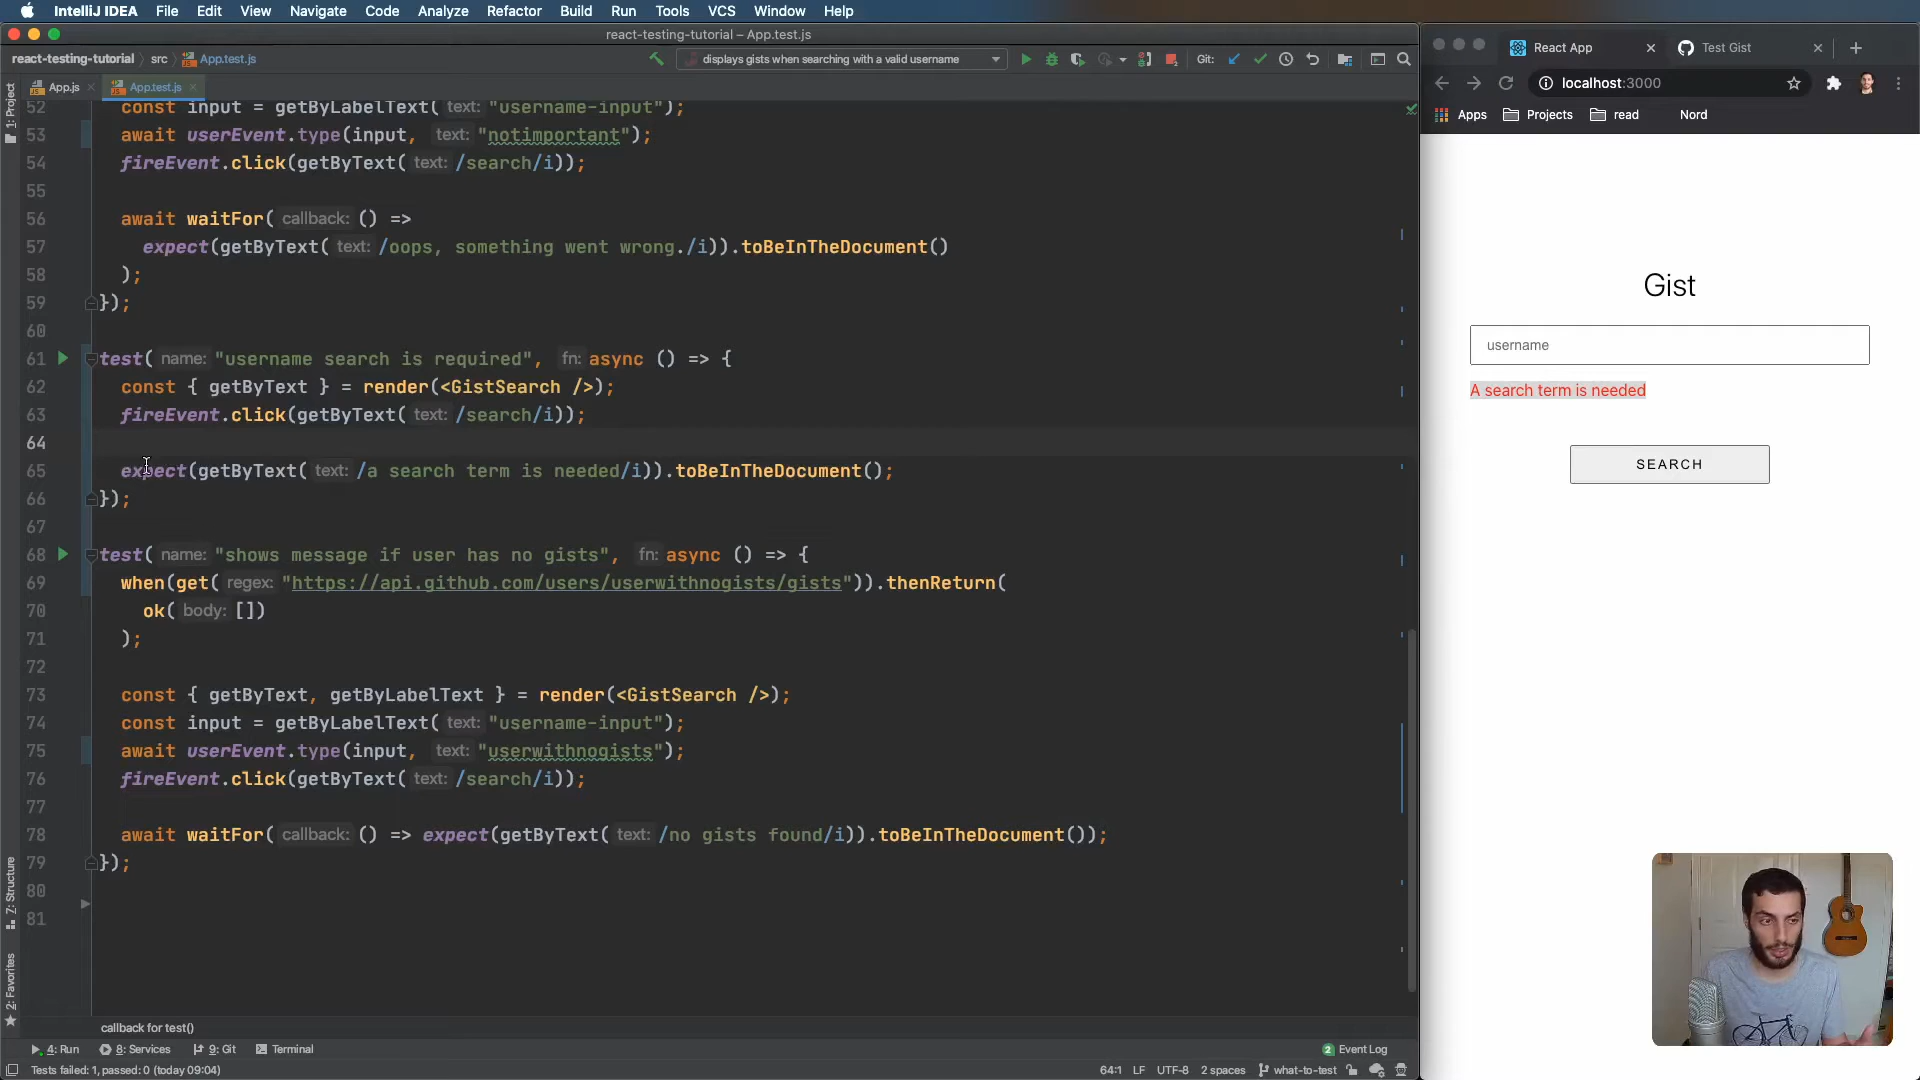 IntelliJ IDEA File Edit View Navigate Code Analyze Refactor Build Run Tools VCS Window Help
react-testing-tutorial – App.test.js
react-testing-tutorial src App.test.js displays gists when searching with a valid username Git:
App.js App.test.js
52 const input = getByLabelText( text: "username-input");
53 await userEvent.type(input, text: "notimportant");
54 fireEvent.click(getByText( text: /search/i));
55
56 await waitFor( callback: () =>
57 expect(getByText( text: /oops, something went wrong./i)).toBeInTheDocument()
58 );
59 });
60
61 test( name: "username search is required", fn: async () => {
62 const { getByText } = render(<GistSearch />);
63 fireEvent.click(getByText( text: /search/i));
64
65 expect(getByText( text: /a search term is needed/i)).toBeInTheDocument();
66 });
67
68 test( name: "shows message if user has no gists", fn: async () => {
69 when(get( regex: "https://api.github.com/users/userwithnogists/gists")).thenReturn(
70 ok( body: [])
71 );
72
73 const { getByText, getByLabelText } = render(<GistSearch />);
74 const input = getByLabelText( text: "username-input");
75 await userEvent.type(input, text: "userwithnogists");
76 fireEvent.click(getByText( text: /search/i));
77
78 await waitFor( callback: () => expect(getByText( text: /no gists found/i)).toBeInTheDocument());
79 });
80
81
callback for test()
4: Run 8: Services 9: Git Terminal 2 Event Log
Tests failed: 1, passed: 0 (today 09:04) 64:1 LF UTF-8 2 spaces what-to-test
1: Project
7: Structure
2: Favorites
React App Test Gist
localhost:3000
Apps Projects read Nord
Gist
username
A search term is needed
SEARCH